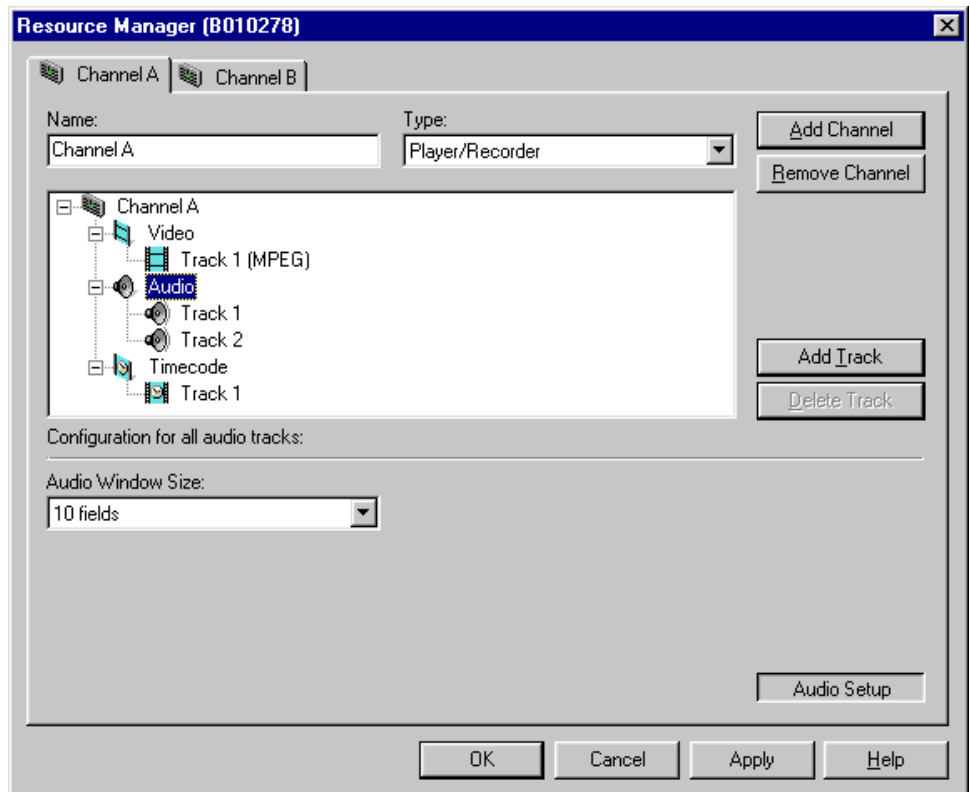 Resource Manager (B010278)
Channel A
Channel B
Name:
Type:
Channel A
Player/Recorder
Add Channel
Remove Channel
Channel A
Video
Track 1 (MPEG)
Audio
Track 1
Track 2
Timecode
Track 1
Add Track
Delete Track
Configuration for all audio tracks:
Audio Window Size:
10 fields
Audio Setup
OK
Cancel
Apply
Help